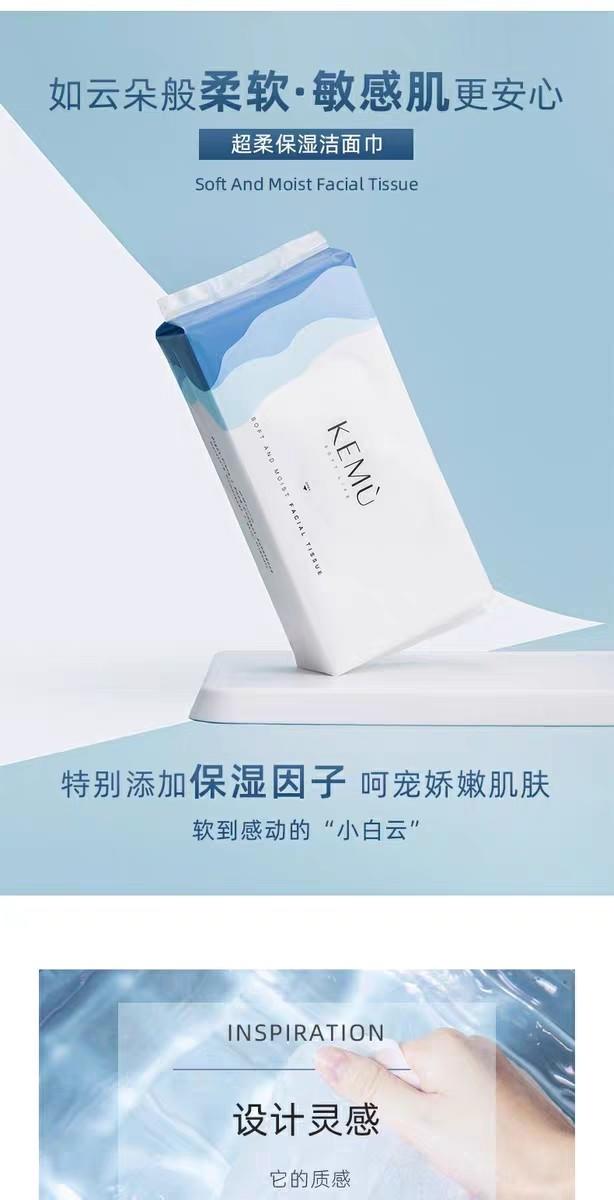 如云朵般柔软·敏感肌更安心
超柔保湿洁面巾
Soft And Moist Facial Tissue
KEMÙ
SOFT LIFE
SOFT AND MOIST FACIAL TISSUE
特别添加保湿因子 呵宠娇嫩肌肤
软到感动的“小白云”
INSPIRATION
设计灵感
它的质感